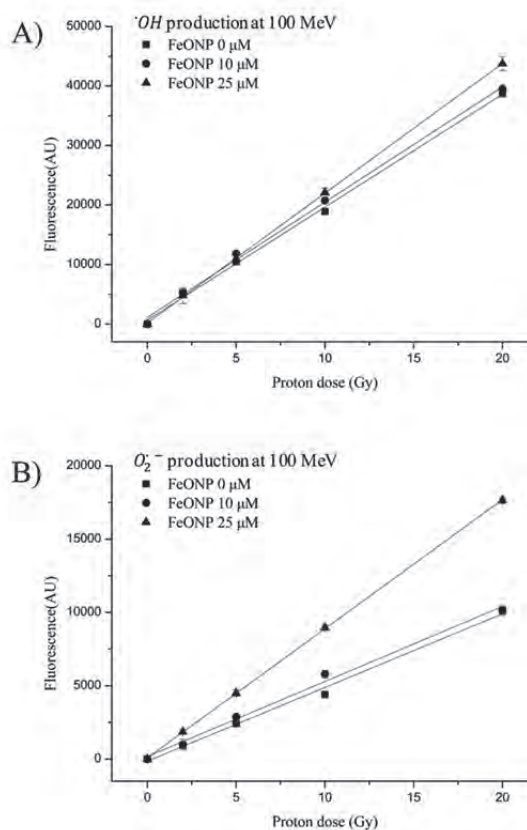 A)
·OH production at 100 MeV
FeONP 0 μM
FeONP 10 μM
FeONP 25 μM
50000
40000
30000
20000
10000
0
Fluorescence(AU)
0 5 10 15 20
Proton dose (Gy)
B)
O₂·⁻ production at 100 MeV
FeONP 0 μM
FeONP 10 μM
FeONP 25 μM
20000
15000
10000
5000
0
Fluorescence(AU)
0 5 10 15 20
Proton dose (Gy)